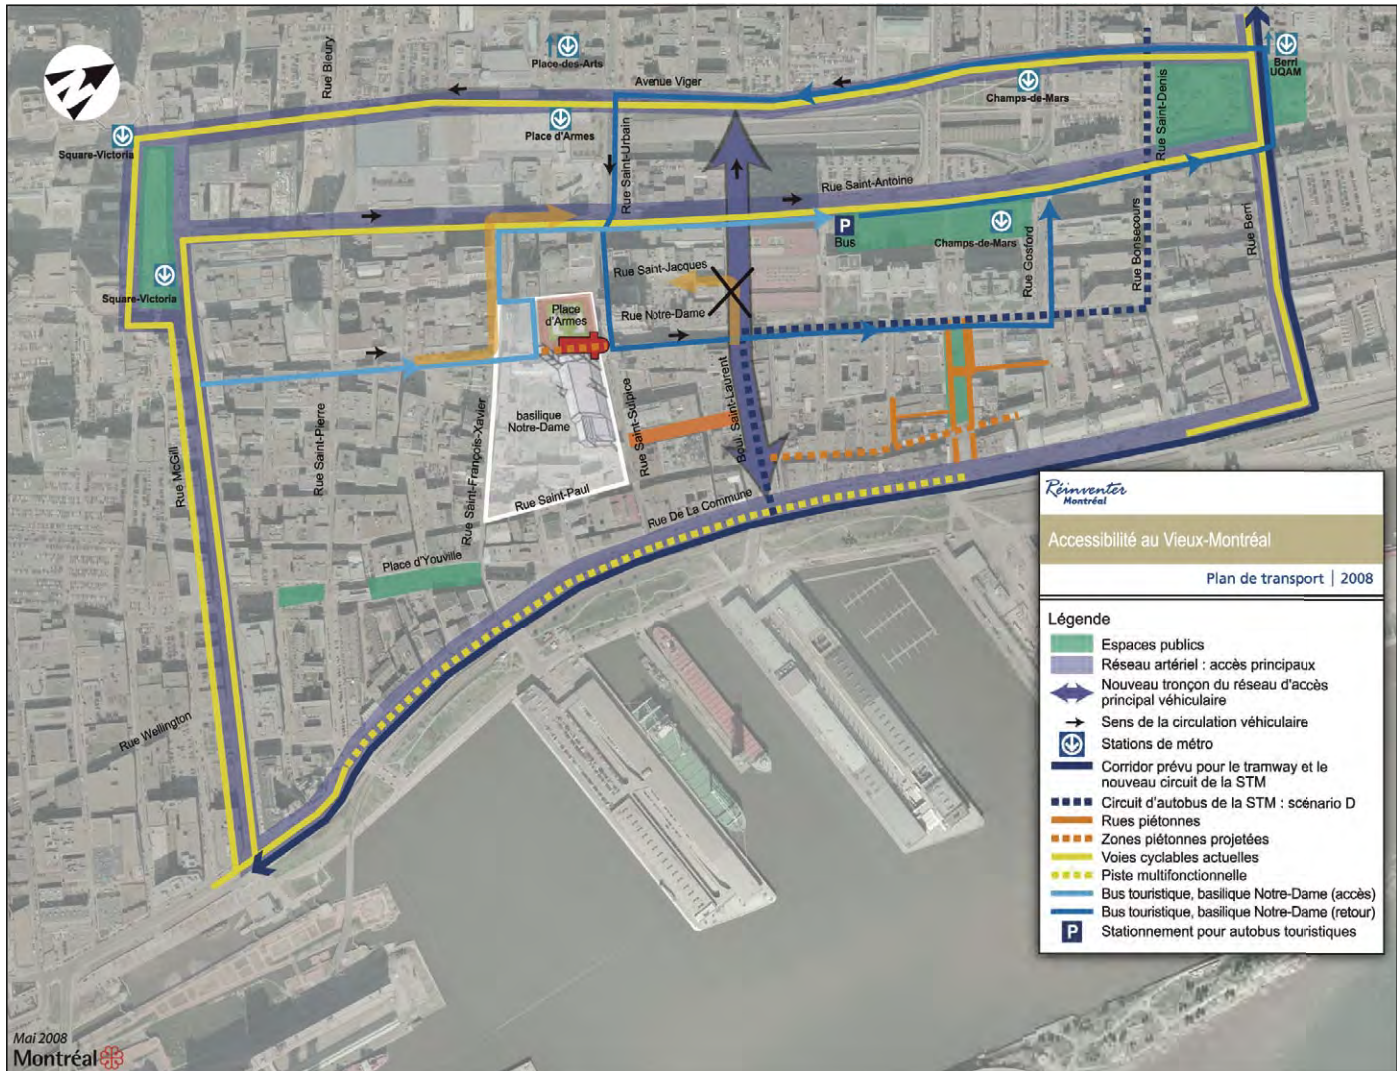 Place-des-Arts
Berri
UQAM
Rue Bleury
Avenue Viger
Champs-de-Mars
Rue Saint-Denis
Place d'Armes
Square-Victoria
Rue Saint-Urbain
Rue Saint-Antoine
P
Bus
Champs-de-Mars
Rue Gosford
Rue Bonsecours
Rue Berri
Square-Victoria
Rue Saint-Jacques
Rue Notre-Dame
Place
d'Armes
basilique
Notre-Dame
Rue McGill
Rue Saint-Pierre
Rue Saint-François-Xavier
Rue Saint-Sulpice
Boul. Saint-Laurent
Rue Saint-Paul
Rue De La Commune
Place d'Youville
Rue Wellington
Réinventer
Montréal
Accessibilité au Vieux-Montréal
Plan de transport | 2008
Légende
Espaces publics
Réseau artériel : accès principaux
Nouveau tronçon du réseau d'accès
principal véhiculaire
Sens de la circulation véhiculaire
Stations de métro
Corridor prévu pour le tramway et le
nouveau circuit de la STM
Circuit d'autobus de la STM : scénario D
Rues piétonnes
Zones piétonnes projetées
Voies cyclables actuelles
Piste multifonctionnelle
Bus touristique, basilique Notre-Dame (accès)
Bus touristique, basilique Notre-Dame (retour)
P Stationnement pour autobus touristiques
Mai 2008
Montréal